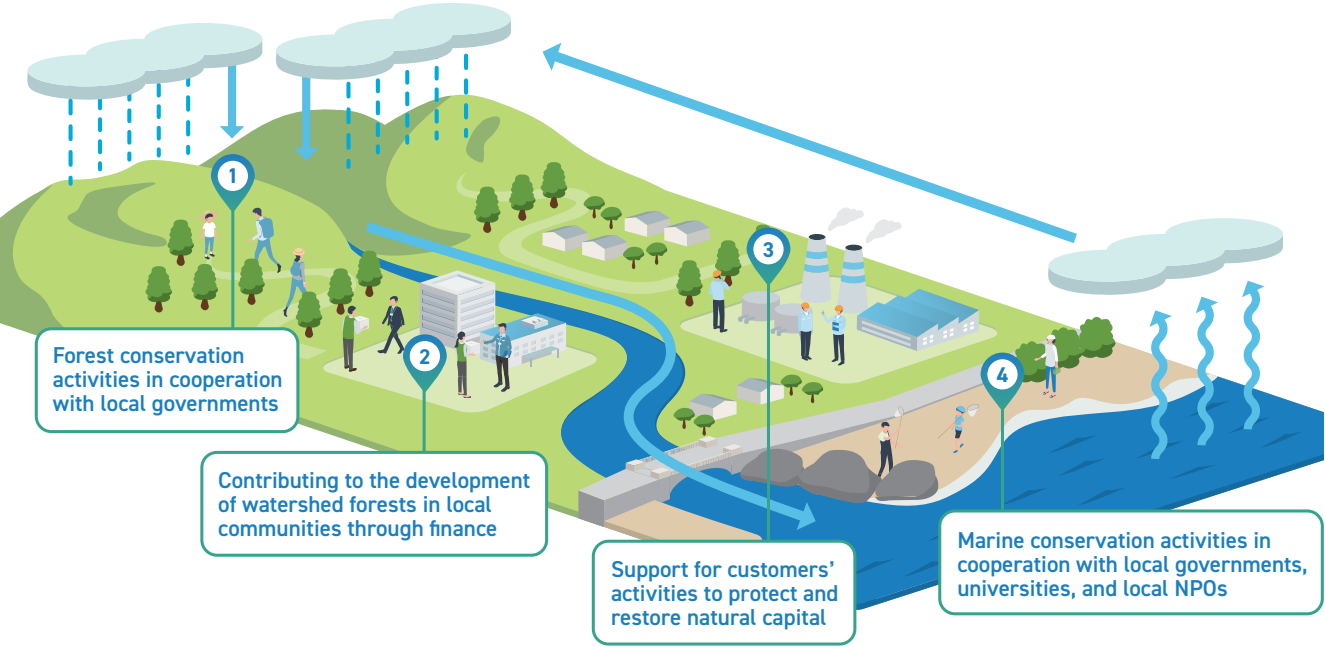 1
Forest conservation
activities in cooperation
with local governments
2
Contributing to the development
of watershed forests in local
communities through finance
3
Support for customers’
activities to protect and
restore natural capital
4
Marine conservation activities in
cooperation with local governments,
universities, and local NPOs